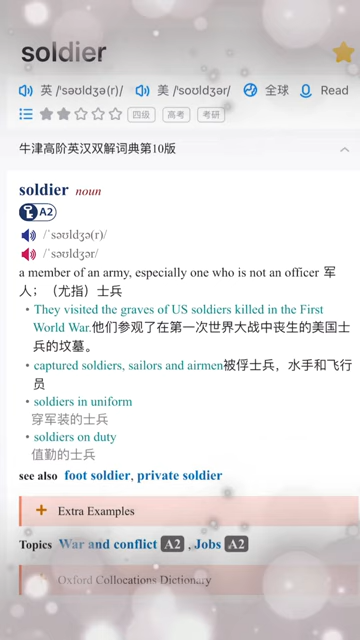 soldier
英 /ˈsəʊldʒə(r)/ 美 /ˈsoʊldʒər/ 全球 Read
四级 高考 考研
牛津高阶英汉双解词典第10版
soldier noun
A2
/ˈsəʊldʒə(r)/
/ˈsəʊldʒər/
a member of an army, especially one who is not an officer 军
人；（尤指）士兵
• They visited the graves of US soldiers killed in the First
World War.他们参观了在第一次世界大战中丧生的美国士
兵的坟墓。
• captured soldiers, sailors and airmen被俘士兵，水手和飞行
员
• soldiers in uniform
穿军装的士兵
• soldiers on duty
值勤的士兵
see also foot soldier, private soldier
+ Extra Examples
Topics War and conflict A2 , Jobs A2
+ Oxford Collocations Dictionary